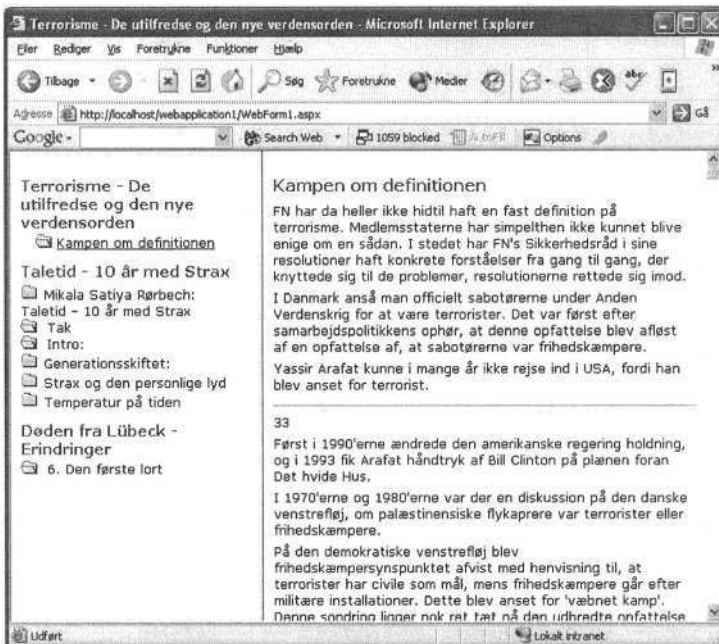 Terrorisme - De utilfredse og den nye verdensorden - Microsoft Internet Explorer
Filer Rediger Vis Foretrukne Funktioner Hjælp
Tilbage Søg Foretrukne Medier
Adresse http://localhost/webapplication1/WebForm1.aspx Gå
Google Search Web 1059 blocked AutoFill Options
Terrorisme - De
utilfredse og den nye
verdensorden
Kampen om definitionen
Taletid - 10 år med Strax
Mikala Satiya Rørbech:
Taletid - 10 år med Strax
Tak
Intro:
Generationsskiftet:
Strax og den personlige lyd
Temperatur på tiden
Døden fra Lübeck -
Erindringer
6. Den første lort
Kampen om definitionen
FN har da heller ikke hidtil haft en fast definition på
terrorisme. Medlemsstaterne har simpelthen ikke kunnet blive
enige om en sådan. I stedet har FN's Sikkerhedsråd i sine
resolutioner haft konkrete forståelser fra gang til gang, der
knyttede sig til de problemer, resolutionerne rettede sig imod.
I Danmark anså man officielt sabotørerne under Anden
Verdenskrig for at være terrorister. Det var først efter
samarbejdspolitikkens ophør, at denne opfattelse blev afløst
af en opfattelse af, at sabotørerne var frihedskæmpere.
Yassir Arafat kunne i mange år ikke rejse ind i USA, fordi han
blev anset for terrorist.
33
Først i 1990'erne ændrede den amerikanske regering holdning,
og i 1993 fik Arafat håndtryk af Bill Clinton på plænen foran
Det hvide Hus.
I 1970'erne og 1980'erne var der en diskussion på den danske
venstrefløj, om palæstinensiske flykaprere var terrorister eller
frihedskæmpere.
På den demokratiske venstrefløj blev
frihedskæmpersynspunktet afvist med henvisning til, at
terrorister har civile som mål, mens frihedskæmpere går efter
militære installationer. Dette blev anset for 'væbnet kamp'.
Denne sondring ligger nok ret tæt på den udbredte opfattelse
Udført Lokalt intranet